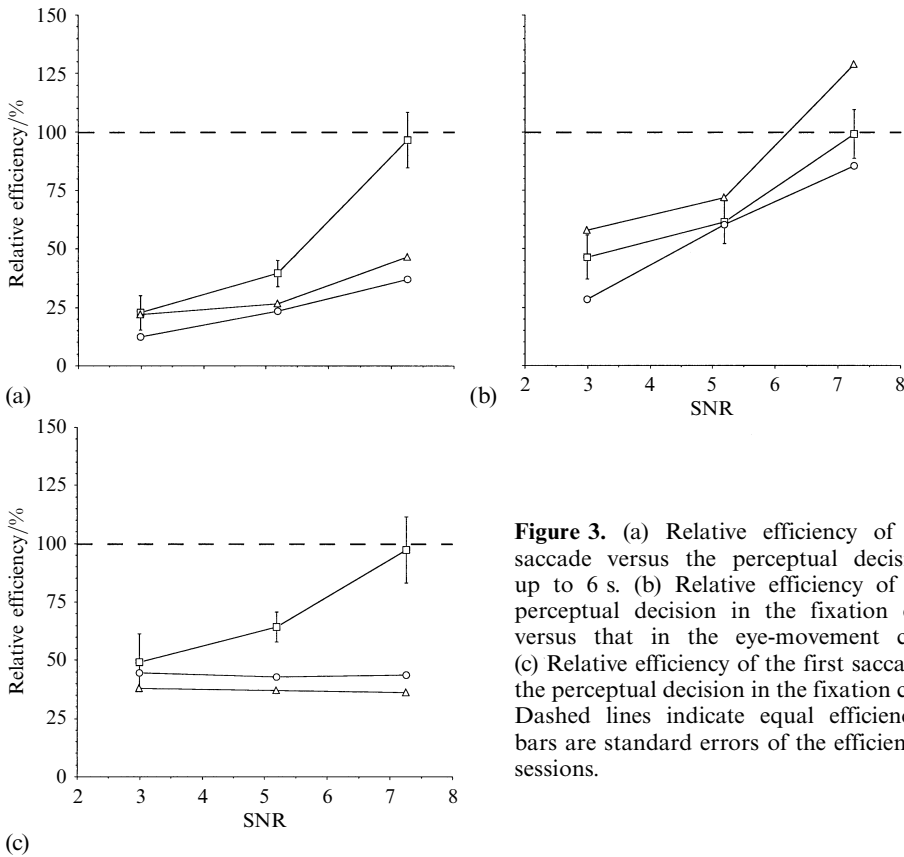 150
125
100
75
50
25
0
Relative efficiency/%
(a)
2 3 4 5 6 7 8
SNR
(b)
150
125
100
75
50
25
0
Relative efficiency/%
2 3 4 5 6 7 8
SNR
(c)
Figure 3. (a) Relative efficiency of
saccade versus the perceptual decis
up to 6 s. (b) Relative efficiency of
perceptual decision in the fixation
versus that in the eye-movement c
(c) Relative efficiency of the first sacca
the perceptual decision in the fixation c
Dashed lines indicate equal efficien
bars are standard errors of the efficien
sessions.